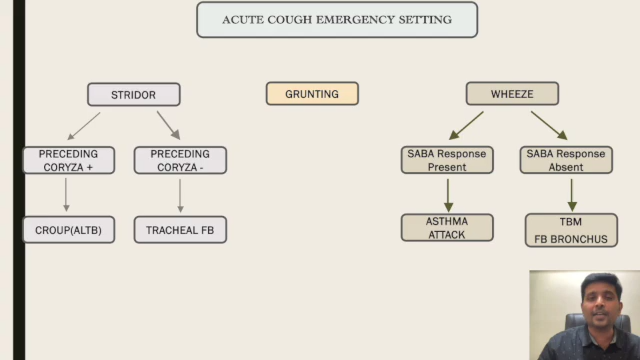 ACUTE COUGH EMERGENCY SETTING
STRIDOR
GRUNTING
WHEEZE
PRECEDING
CORYZA +
PRECEDING
CORYZA -
SABA Response
Present
SABA Response
Absent
CROUP(ALTB)
TRACHEAL FB
ASTHMA
ATTACK
TBM
FB BRONCHUS